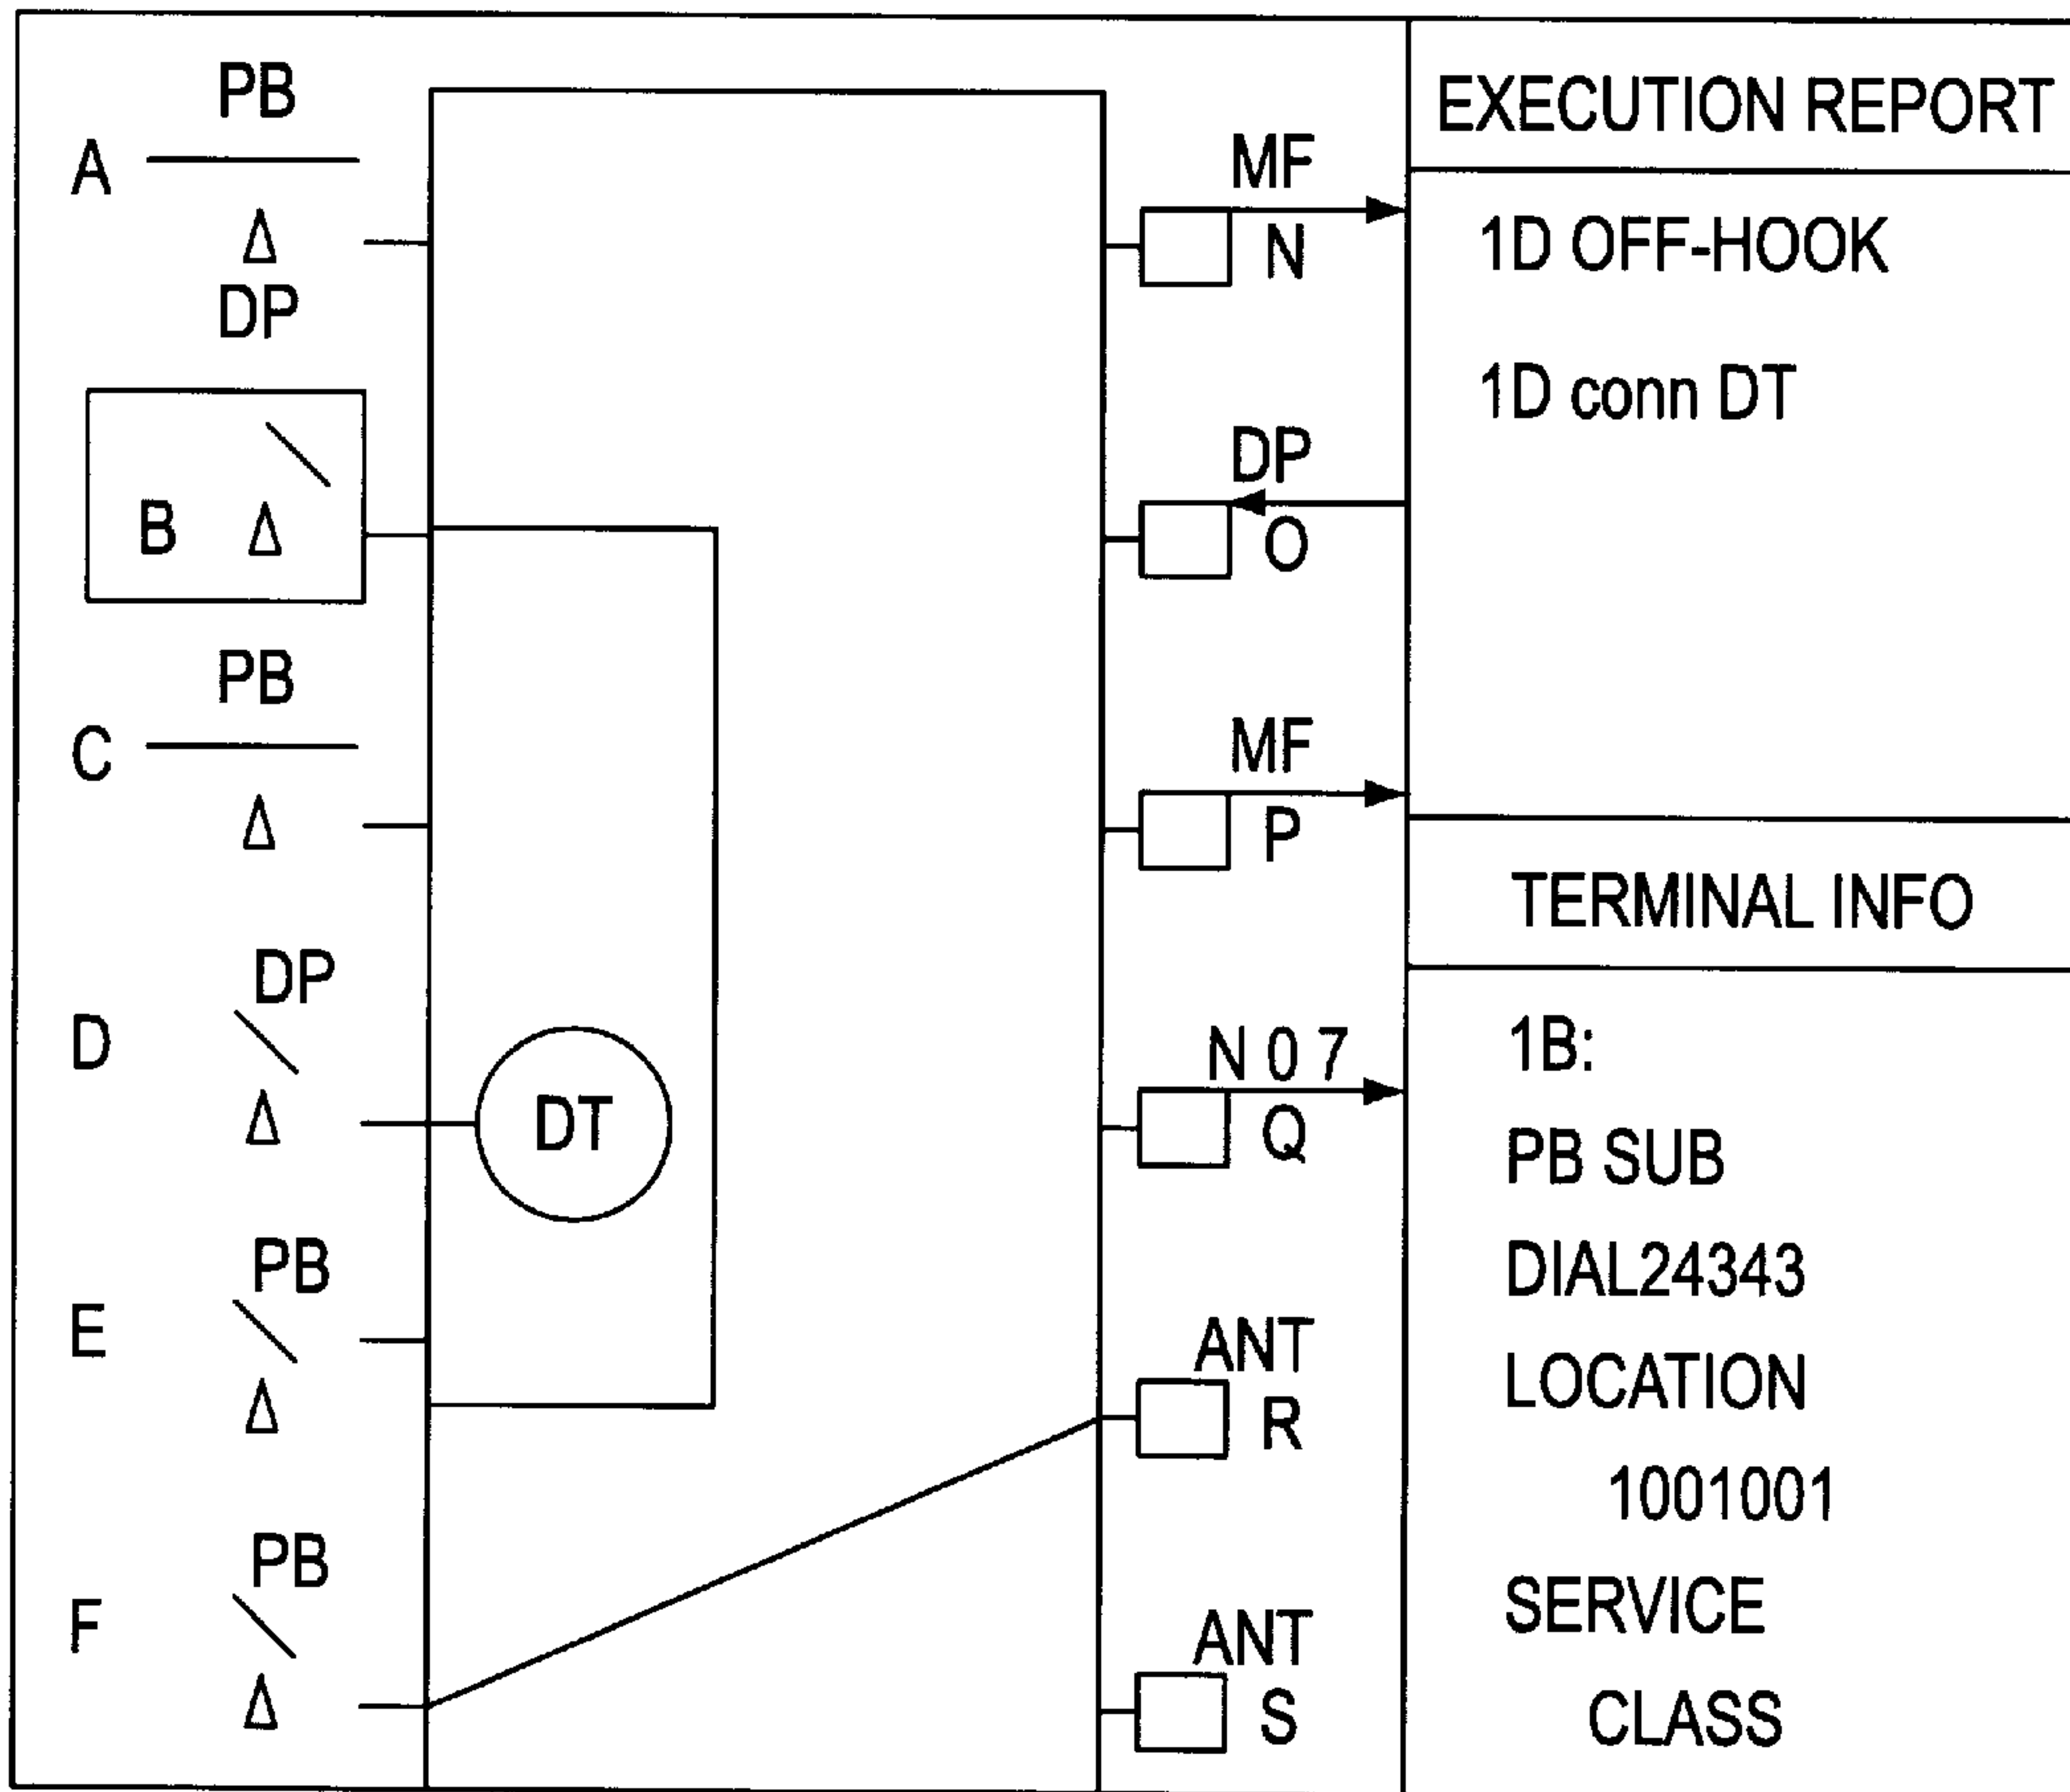 PB
A
Δ
DP
B Δ
PB
C
Δ
DP
D
Δ
DT
PB
E
Δ
PB
F
Δ
MF
N
DP
O
MF
P
N 0 7
Q
ANT
R
ANT
S
EXECUTION REPORT
1D OFF-HOOK
1D conn DT
TERMINAL INFO
1B:
PB SUB
DIAL24343
LOCATION
1001001
SERVICE
CLASS